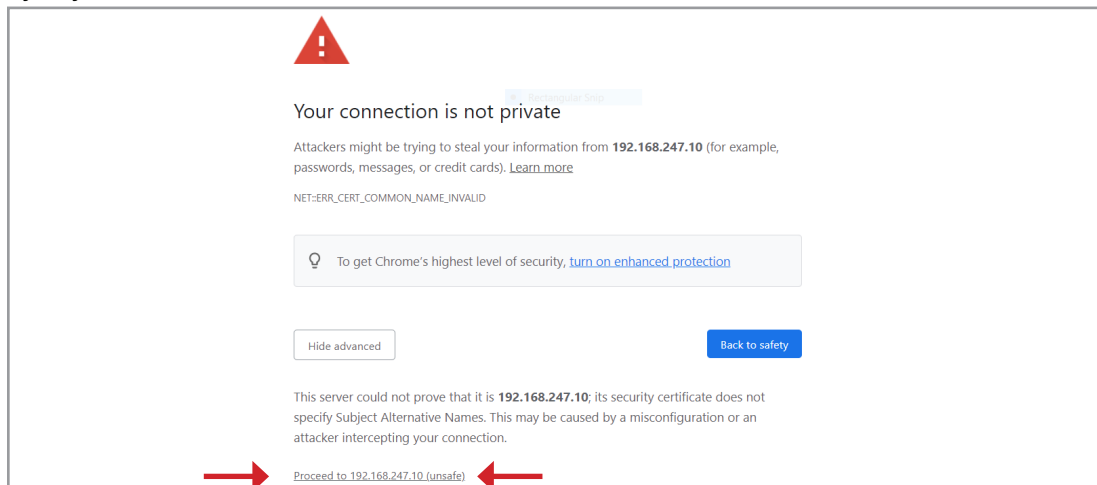 Rectangular Snip
Your connection is not private
Attackers might be trying to steal your information from 192.168.247.10 (for example,
passwords, messages, or credit cards). Learn more
NET::ERR_CERT_COMMON_NAME_INVALID
To get Chrome's highest level of security, turn on enhanced protection
Hide advanced
Back to safety
This server could not prove that it is 192.168.247.10; its security certificate does not
specify Subject Alternative Names. This may be caused by a misconfiguration or an
attacker intercepting your connection.
Proceed to 192.168.247.10 (unsafe)